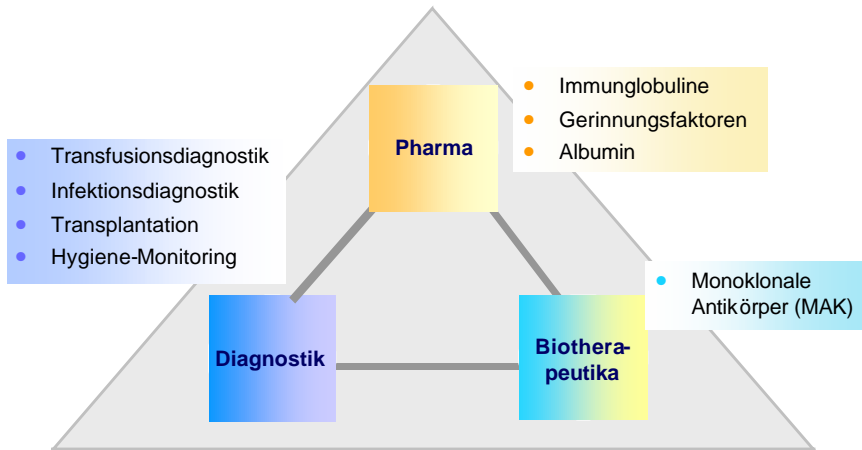 Pharma
Immunglobuline
Gerinnungsfaktoren
Albumin
Transfusionsdiagnostik
Infektionsdiagnostik
Transplantation
Hygiene-Monitoring
Diagnostik
Biothera-
peutika
Monoklonale
Antikörper (MAK)